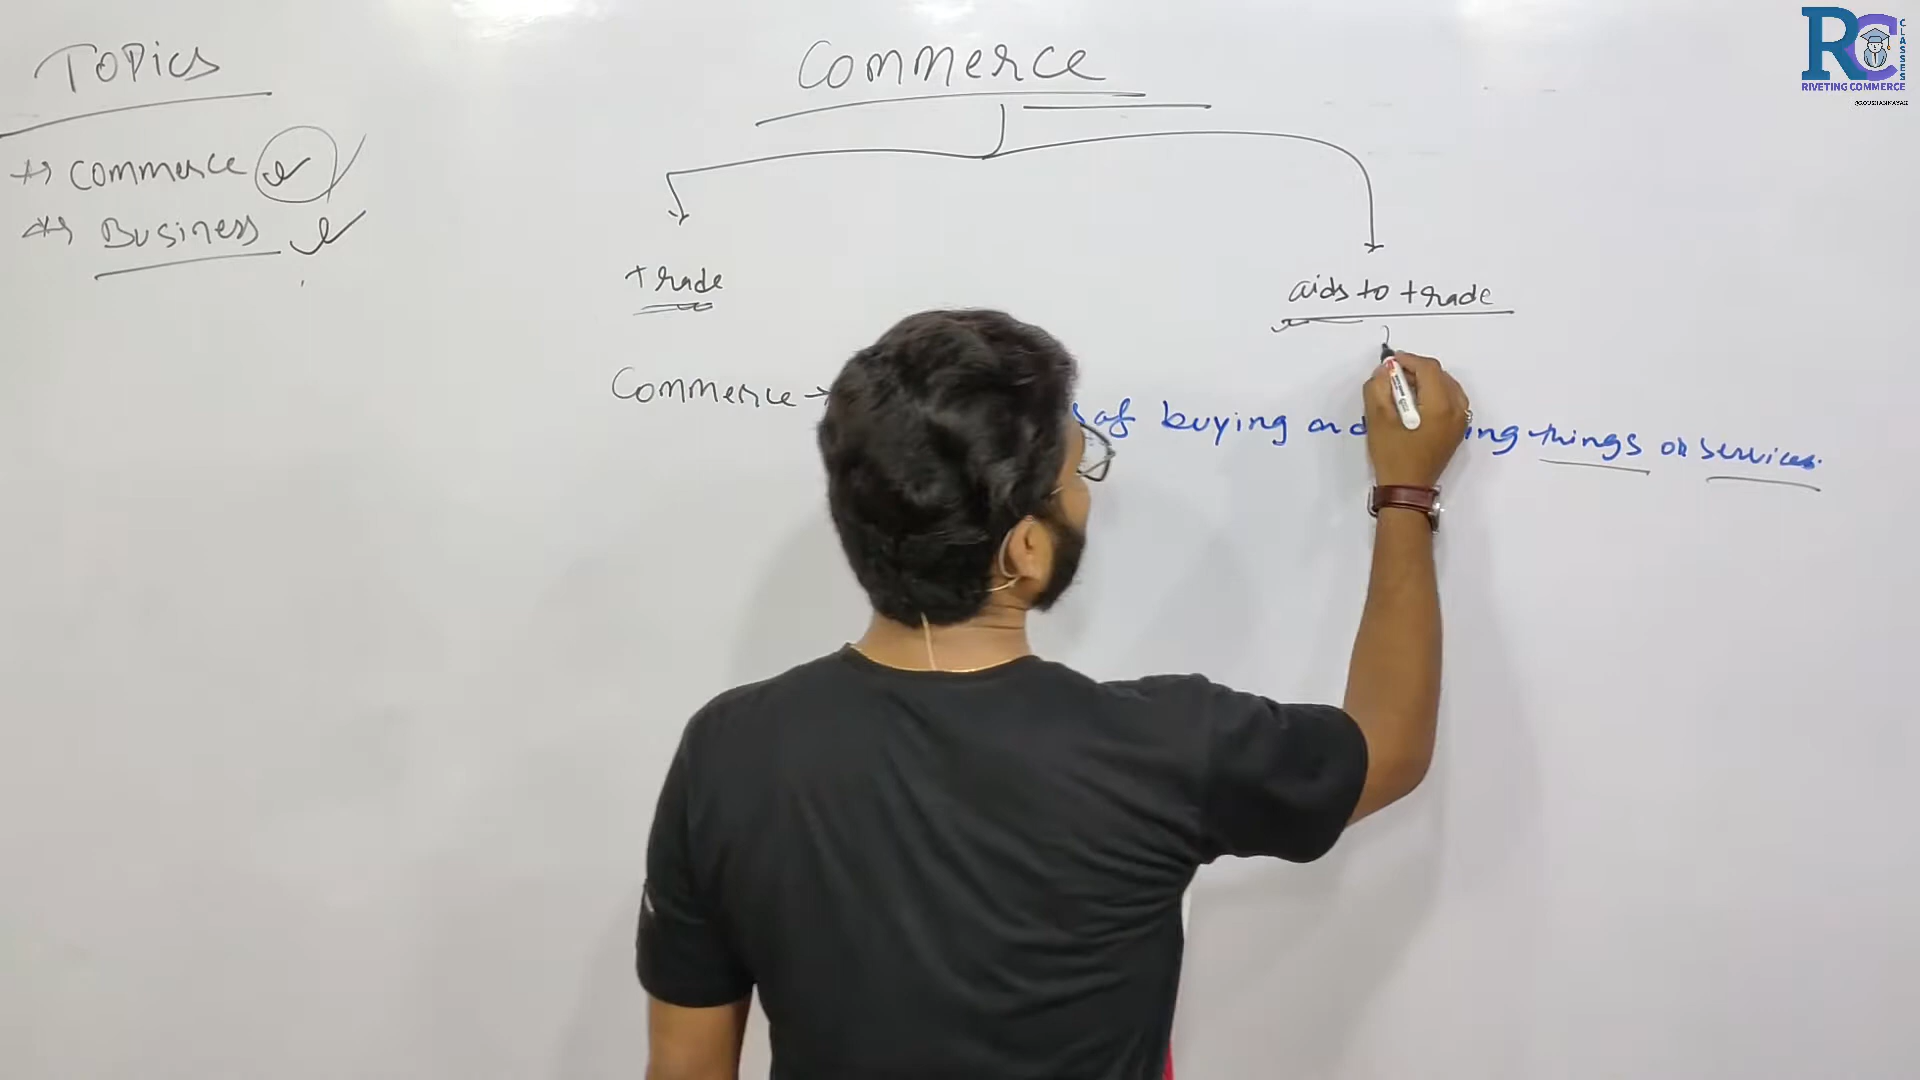 Topics
Commerce
Business
Commerce
trade
aids to trade
Commerce → of buying and things or services.
RC CLASSES
RIVETING COMMERCE